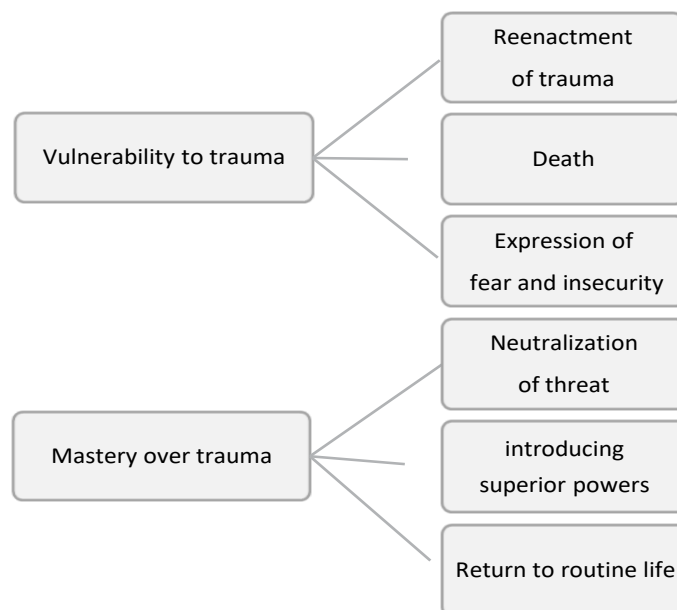 Reenactment
of trauma
Vulnerability to trauma
Death
Expression of
fear and insecurity
Neutralization
of threat
Mastery over trauma
introducing
superior powers
Return to routine life